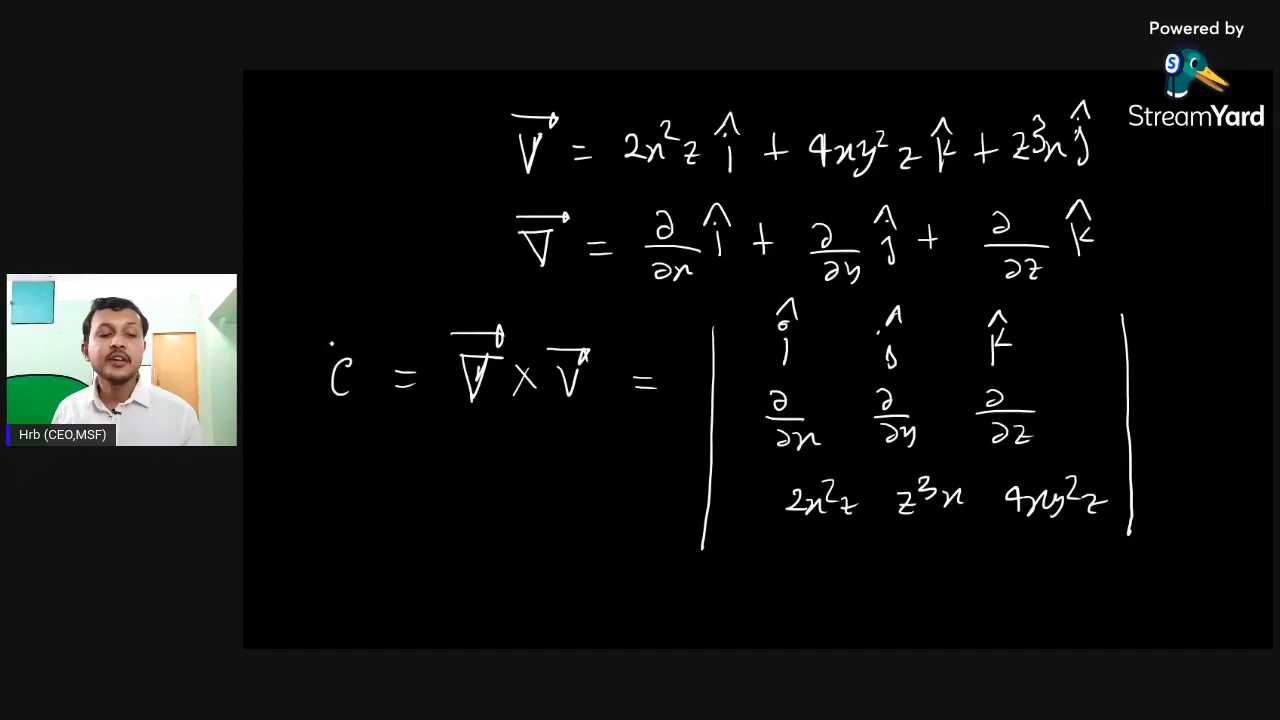 Powered by
StreamYard
V⃗ = 2x²z î + 4xy²z k̂ + z³x ĵ
∇⃗ = ∂/∂x î + ∂/∂y ĵ + ∂/∂z k̂
C = ∇⃗ × V⃗ = | î ĵ k̂ |
∂/∂x ∂/∂y ∂/∂z
2x²z z³x 4xy²z
Hrb (CEO,MSF)